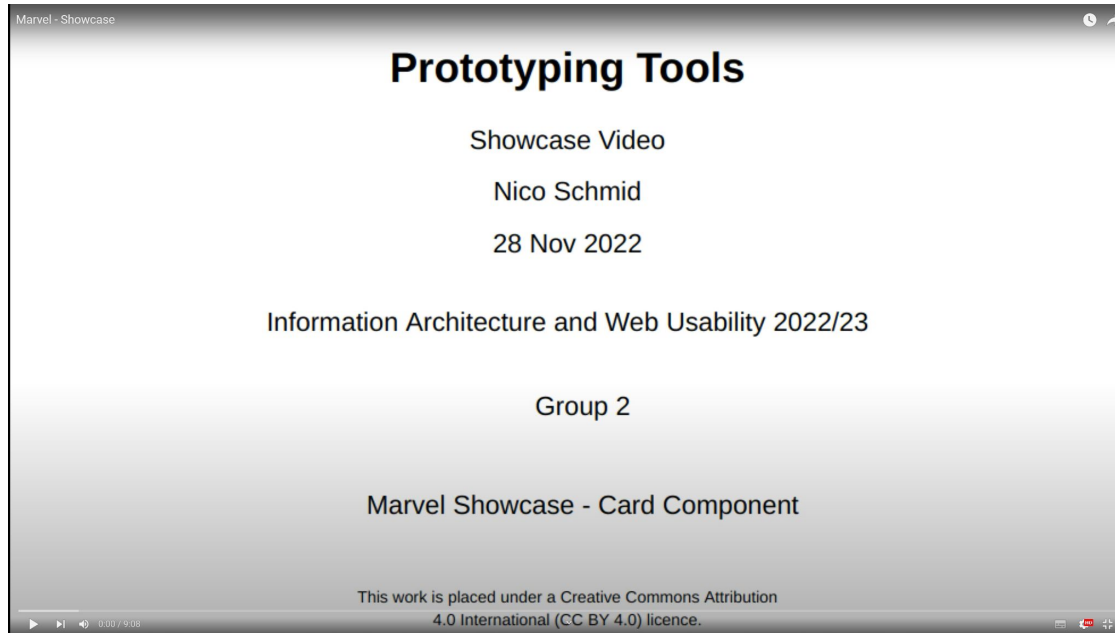 Marvel - Showcase
Prototyping Tools
Showcase Video
Nico Schmid
28 Nov 2022
Information Architecture and Web Usability 2022/23
Group 2
Marvel Showcase - Card Component
This work is placed under a Creative Commons Attribution
4.0 International (CC BY 4.0) licence.
0:00 / 9:08
HD